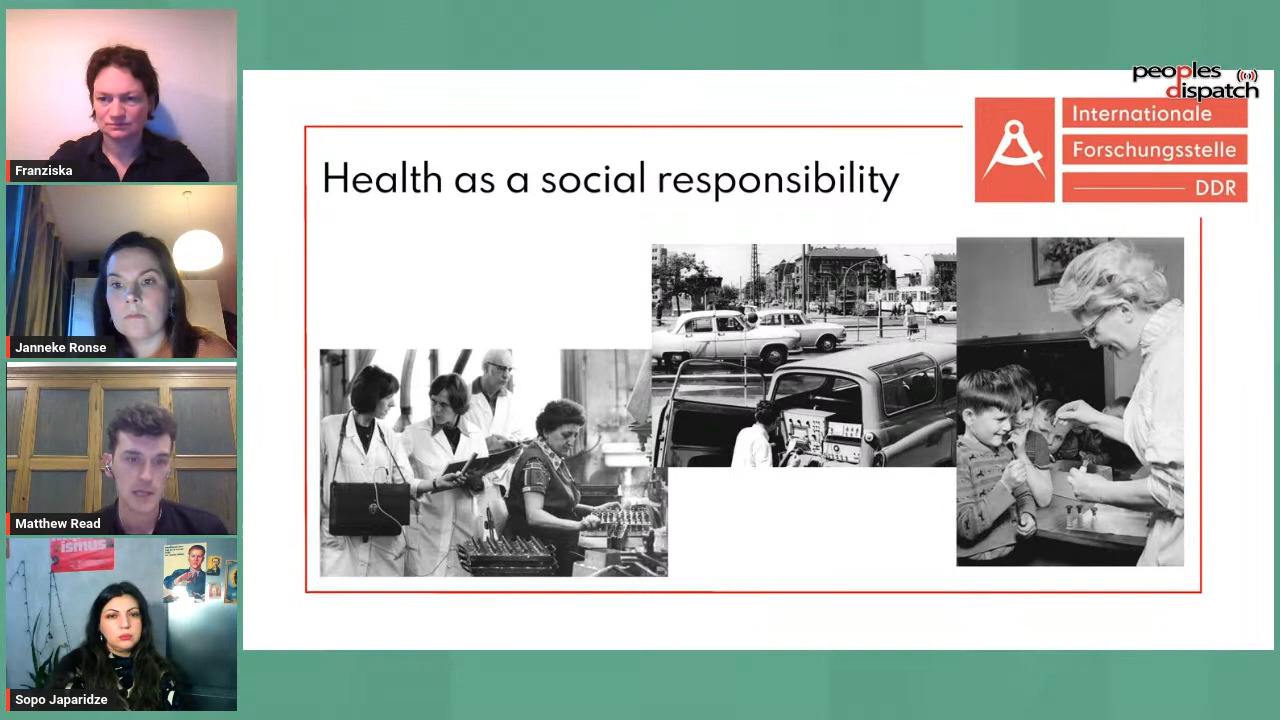 Franziska
Janneke Ronse
Matthew Read
ismus
Sopo Japaridze
peoples
dispatch
Internationale
Forschungsstelle
DDR
Health as a social responsibility